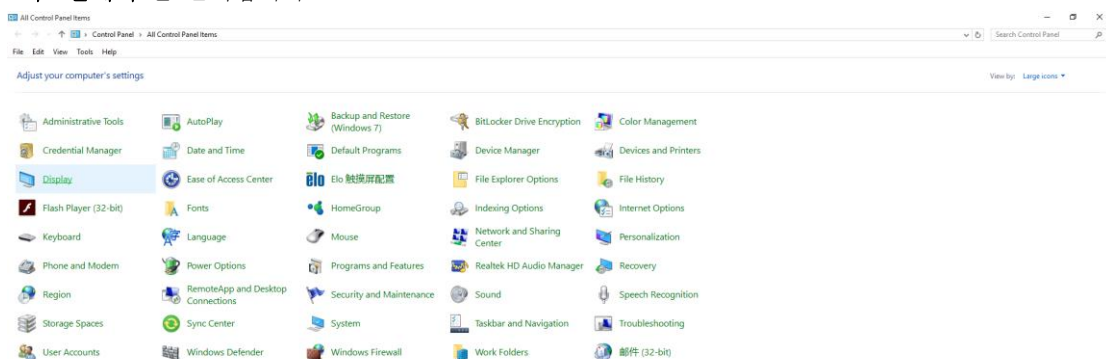 All Control Panel Items
Control Panel › All Control Panel Items
Search Control Panel
File Edit View Tools Help
Adjust your computer's settings
View by: Large icons
Administrative Tools
AutoPlay
Backup and Restore
(Windows 7)
BitLocker Drive Encryption
Color Management
Credential Manager
Date and Time
Default Programs
Device Manager
Devices and Printers
Display
Ease of Access Center
elo
Elo 触摸屏配置
File Explorer Options
File History
Flash Player (32-bit)
Fonts
HomeGroup
Indexing Options
Internet Options
Keyboard
Language
Mouse
Network and Sharing
Center
Personalization
Phone and Modem
Power Options
Programs and Features
Realtek HD Audio Manager
Recovery
Region
RemoteApp and Desktop
Connections
Security and Maintenance
Sound
Speech Recognition
Storage Spaces
Sync Center
System
Taskbar and Navigation
Troubleshooting
User Accounts
Windows Defender
Windows Firewall
Work Folders
邮件 (32-bit)